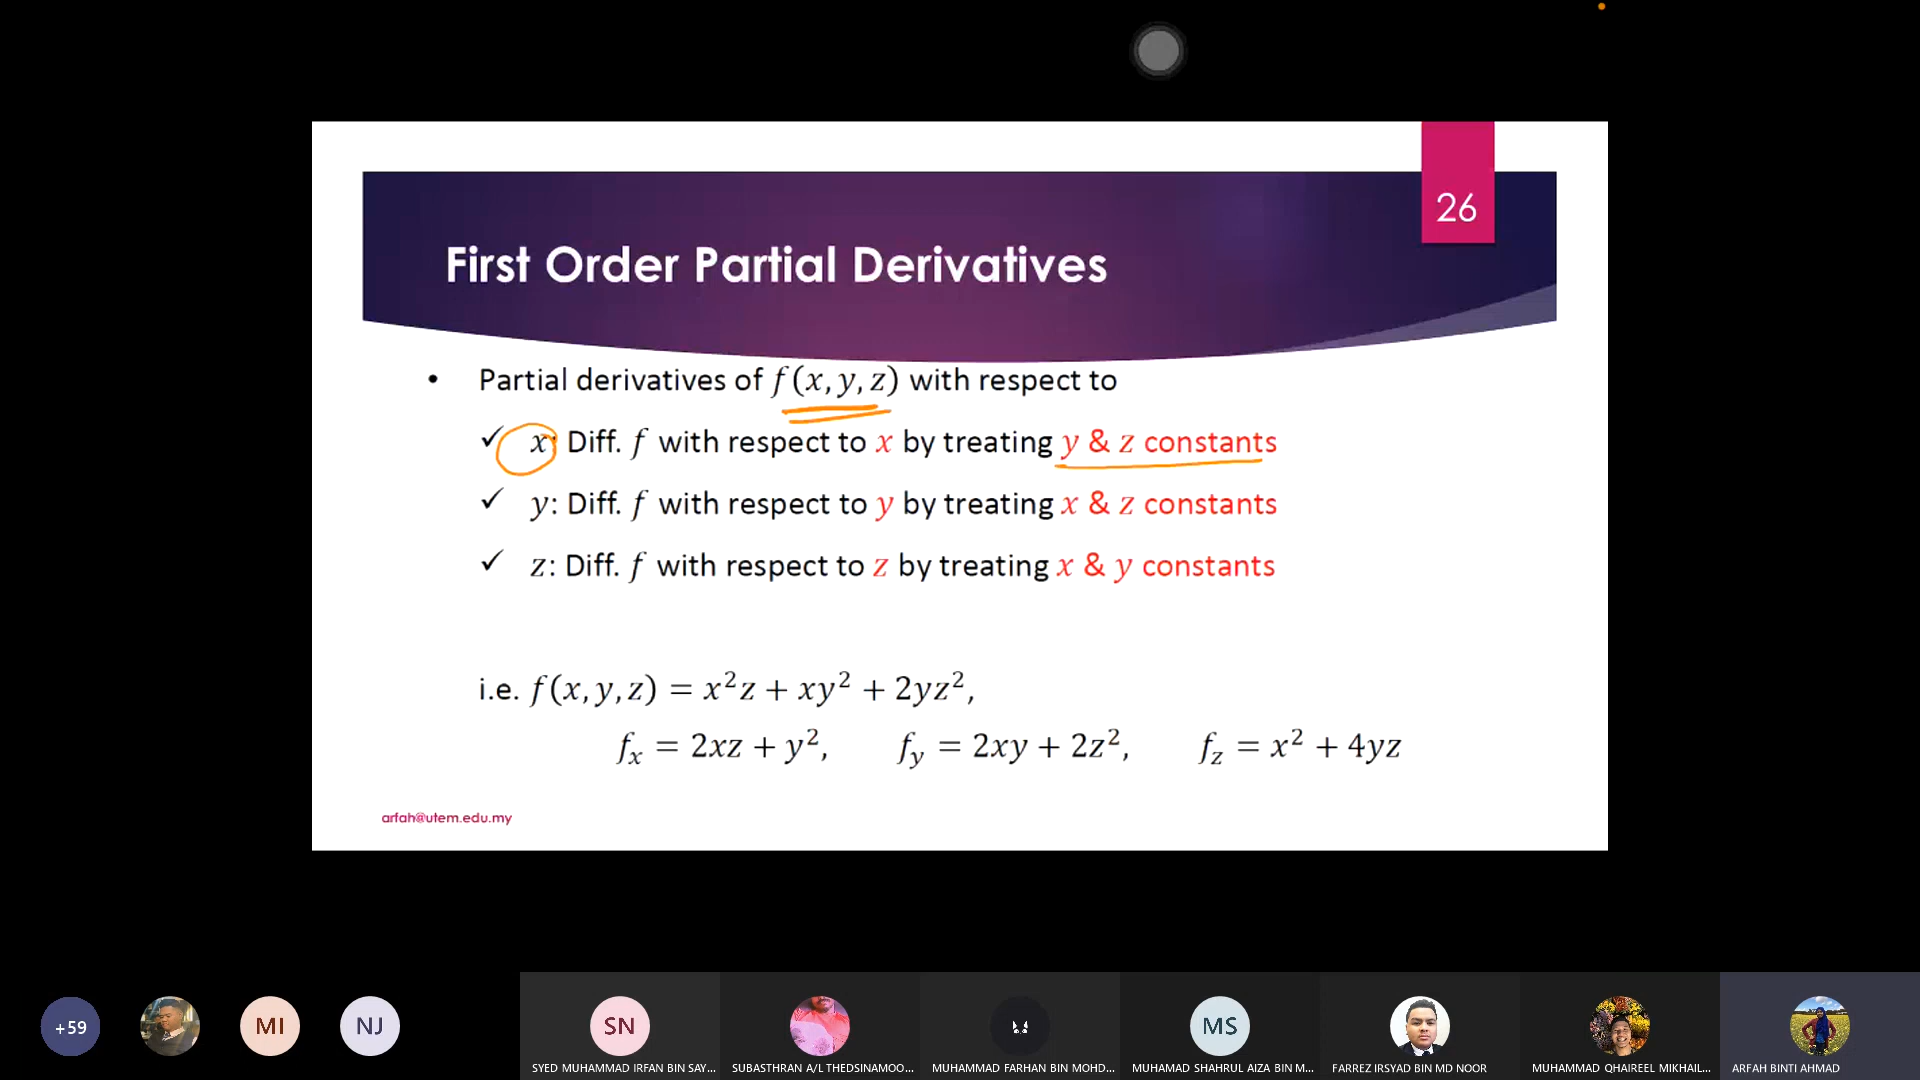 26
First Order Partial Derivatives
• Partial derivatives of f(x, y, z) with respect to
✓ x: Diff. f with respect to x by treating y & z constants
✓ y: Diff. f with respect to y by treating x & z constants
✓ z: Diff. f with respect to z by treating x & y constants
i.e. f(x, y, z) = x²z + xy² + 2yz²,
fₓ = 2xz + y², f_y = 2xy + 2z², f_z = x² + 4yz
arfah@utem.edu.my
+59 MI NJ SN MS
SYED MUHAMMAD IRFAN BIN SAY... SUBASTHRAN A/L THEDSINAMOO... MUHAMMAD FARHAN BIN MOHD... MUHAMAD SHAHRUL AIZA BIN M... FARREZ IRSYAD BIN MD NOOR MUHAMMAD QHAIREEL MIKHAIL... ARFAH BINTI AHMAD